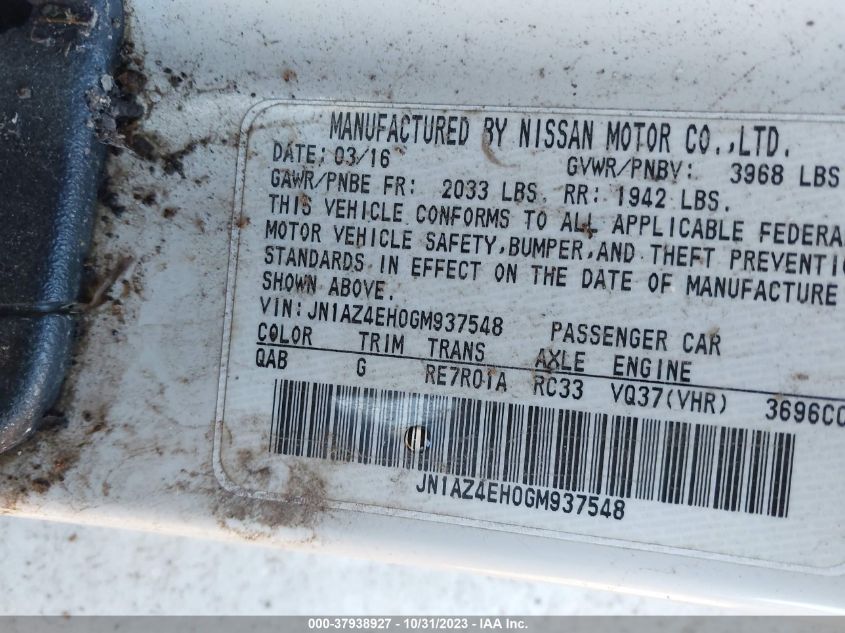 MANUFACTURED BY NISSAN MOTOR CO.,LTD.
DATE: 03/16 GVWR/PNBV: 3968 LBS
GAWR/PNBE FR: 2033 LBS. RR: 1942 LBS.
THIS VEHICLE CONFORMS TO ALL APPLICABLE FEDERA
MOTOR VEHICLE SAFETY,BUMPER,AND THEFT PREVENTI
STANDARDS IN EFFECT ON THE DATE OF MANUFACTURE
SHOWN ABOVE.
VIN: JN1AZ4EH0GM937548 PASSENGER CAR
COLOR TRIM TRANS AXLE ENGINE
QAB G RE7R01A RC33 VQ37(VHR) 3696CC
JN1AZ4EH0GM937548
000-37938927 - 10/31/2023 - © IAA, Inc.